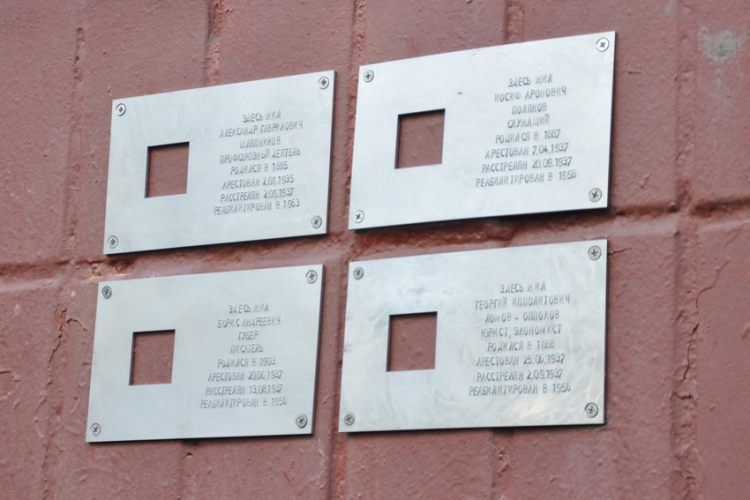 ЗДЕСЬ ЖИЛ
АЛЕКСАНДР ГАВРИЛОВИЧ
ШЛЯПНИКОВ
ПРОФСОЮЗНОЙ ДЕЯТЕЛЬ
РОДИЛСЯ В 1885
АРЕСТОВАН 2.01.1935
РАССТРЕЛЯН 2.09.1937
РЕАБИЛИТИРОВАН В 1963
ЗДЕСЬ ЖИЛ
ИОСИФ АРОНОВИЧ
ПОЛЯКОВ
СЛУЖАЩИЙ
РОДИЛСЯ В 1887
АРЕСТОВАН 7.04.1937
РАССТРЕЛЯН 20.09.1937
РЕАБИЛИТИРОВАН В 1956
ЗДЕСЬ ЖИЛ
БОРИС АНДРЕЕВИЧ
ГУБЕР
ПИСАТЕЛЬ
РОДИЛСЯ В 1903
АРЕСТОВАН 20.06.1937
РАССТРЕЛЯН 13.08.1937
РЕАБИЛИТИРОВАН В 1956
ЗДЕСЬ ЖИЛ
ГЕОРГИЙ ИППОЛИТОВИЧ
ЛОМОВ - ОППОКОВ
ЮРИСТ, ЭКОНОМИСТ
РОДИЛСЯ В 1888
АРЕСТОВАН 25.06.1937
РАССТРЕЛЯН 2.09.1937
РЕАБИЛИТИРОВАН В 1956